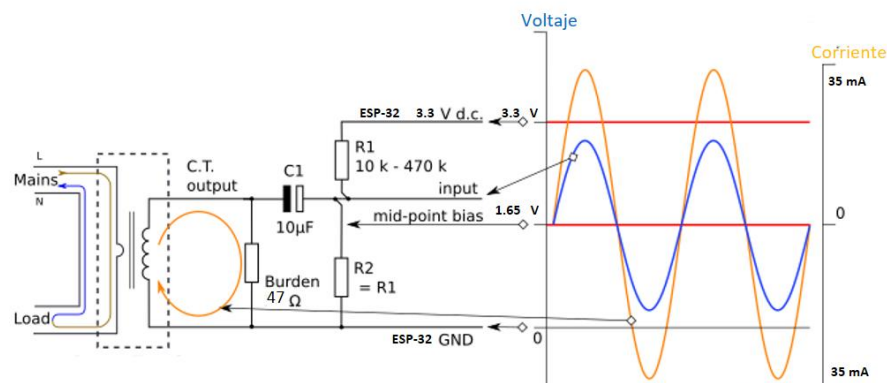 Voltaje
Corriente
35 mA
ESP-32 3.3 V d.c.
3.3 V
L
Mains
N
C.T.
output
C1
10µF
R1
10 k - 470 k
input
mid-point bias
1.65 V
0
Burden
47 Ω
R2
= R1
Load
ESP-32 GND
0
35 mA